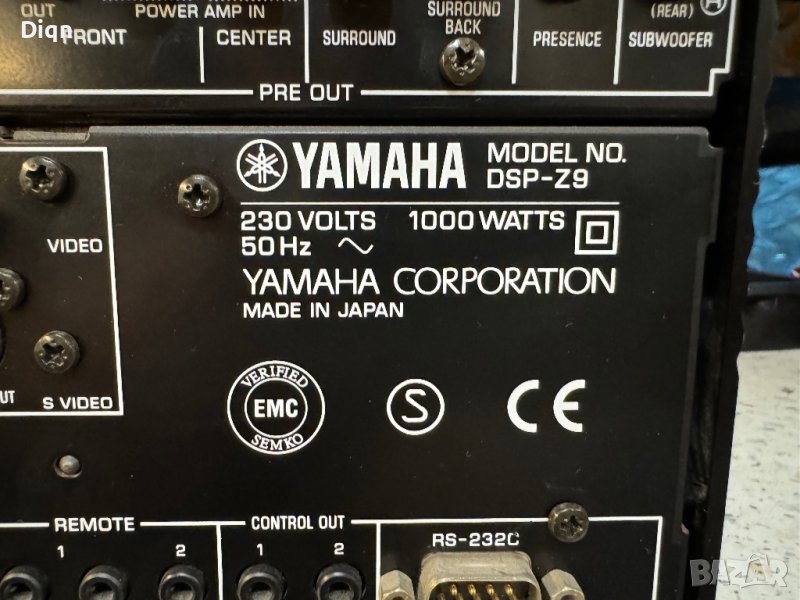 Diqn
OUT POWER AMP IN
FRONT CENTER
SURROUND
SURROUND
BACK
PRESENCE
(REAR)
SUBWOOFER
A
PRE OUT
YAMAHA MODEL NO.
DSP-Z9
230 VOLTS 1000 WATTS
50 Hz
YAMAHA CORPORATION
MADE IN JAPAN
VIDEO
S VIDEO
UT
VERIFIED
EMC
SEMKO
S
CE
REMOTE
1 2
CONTROL OUT
1 2
RS-232C
BAZAR